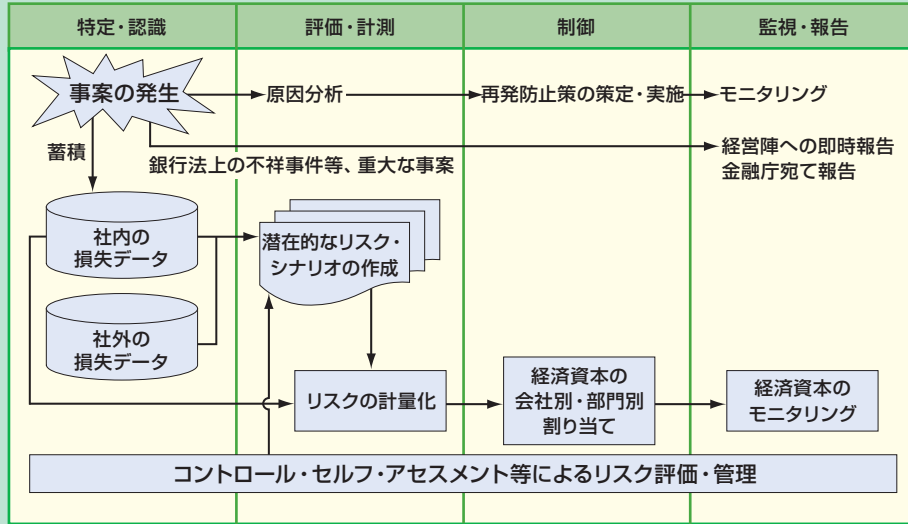 特定・認識
評価・計測
制御
監視・報告
事案の発生
原因分析
再発防止策の策定・実施
モニタリング
蓄積
銀行法上の不祥事件等、重大な事案
経営陣への即時報告
金融庁宛て報告
社内の
損失データ
潜在的なリスク・
シナリオの作成
社外の
損失データ
リスクの計量化
経済資本の
会社別・部門別
割り当て
経済資本の
モニタリング
コントロール・セルフ・アセスメント等によるリスク評価・管理